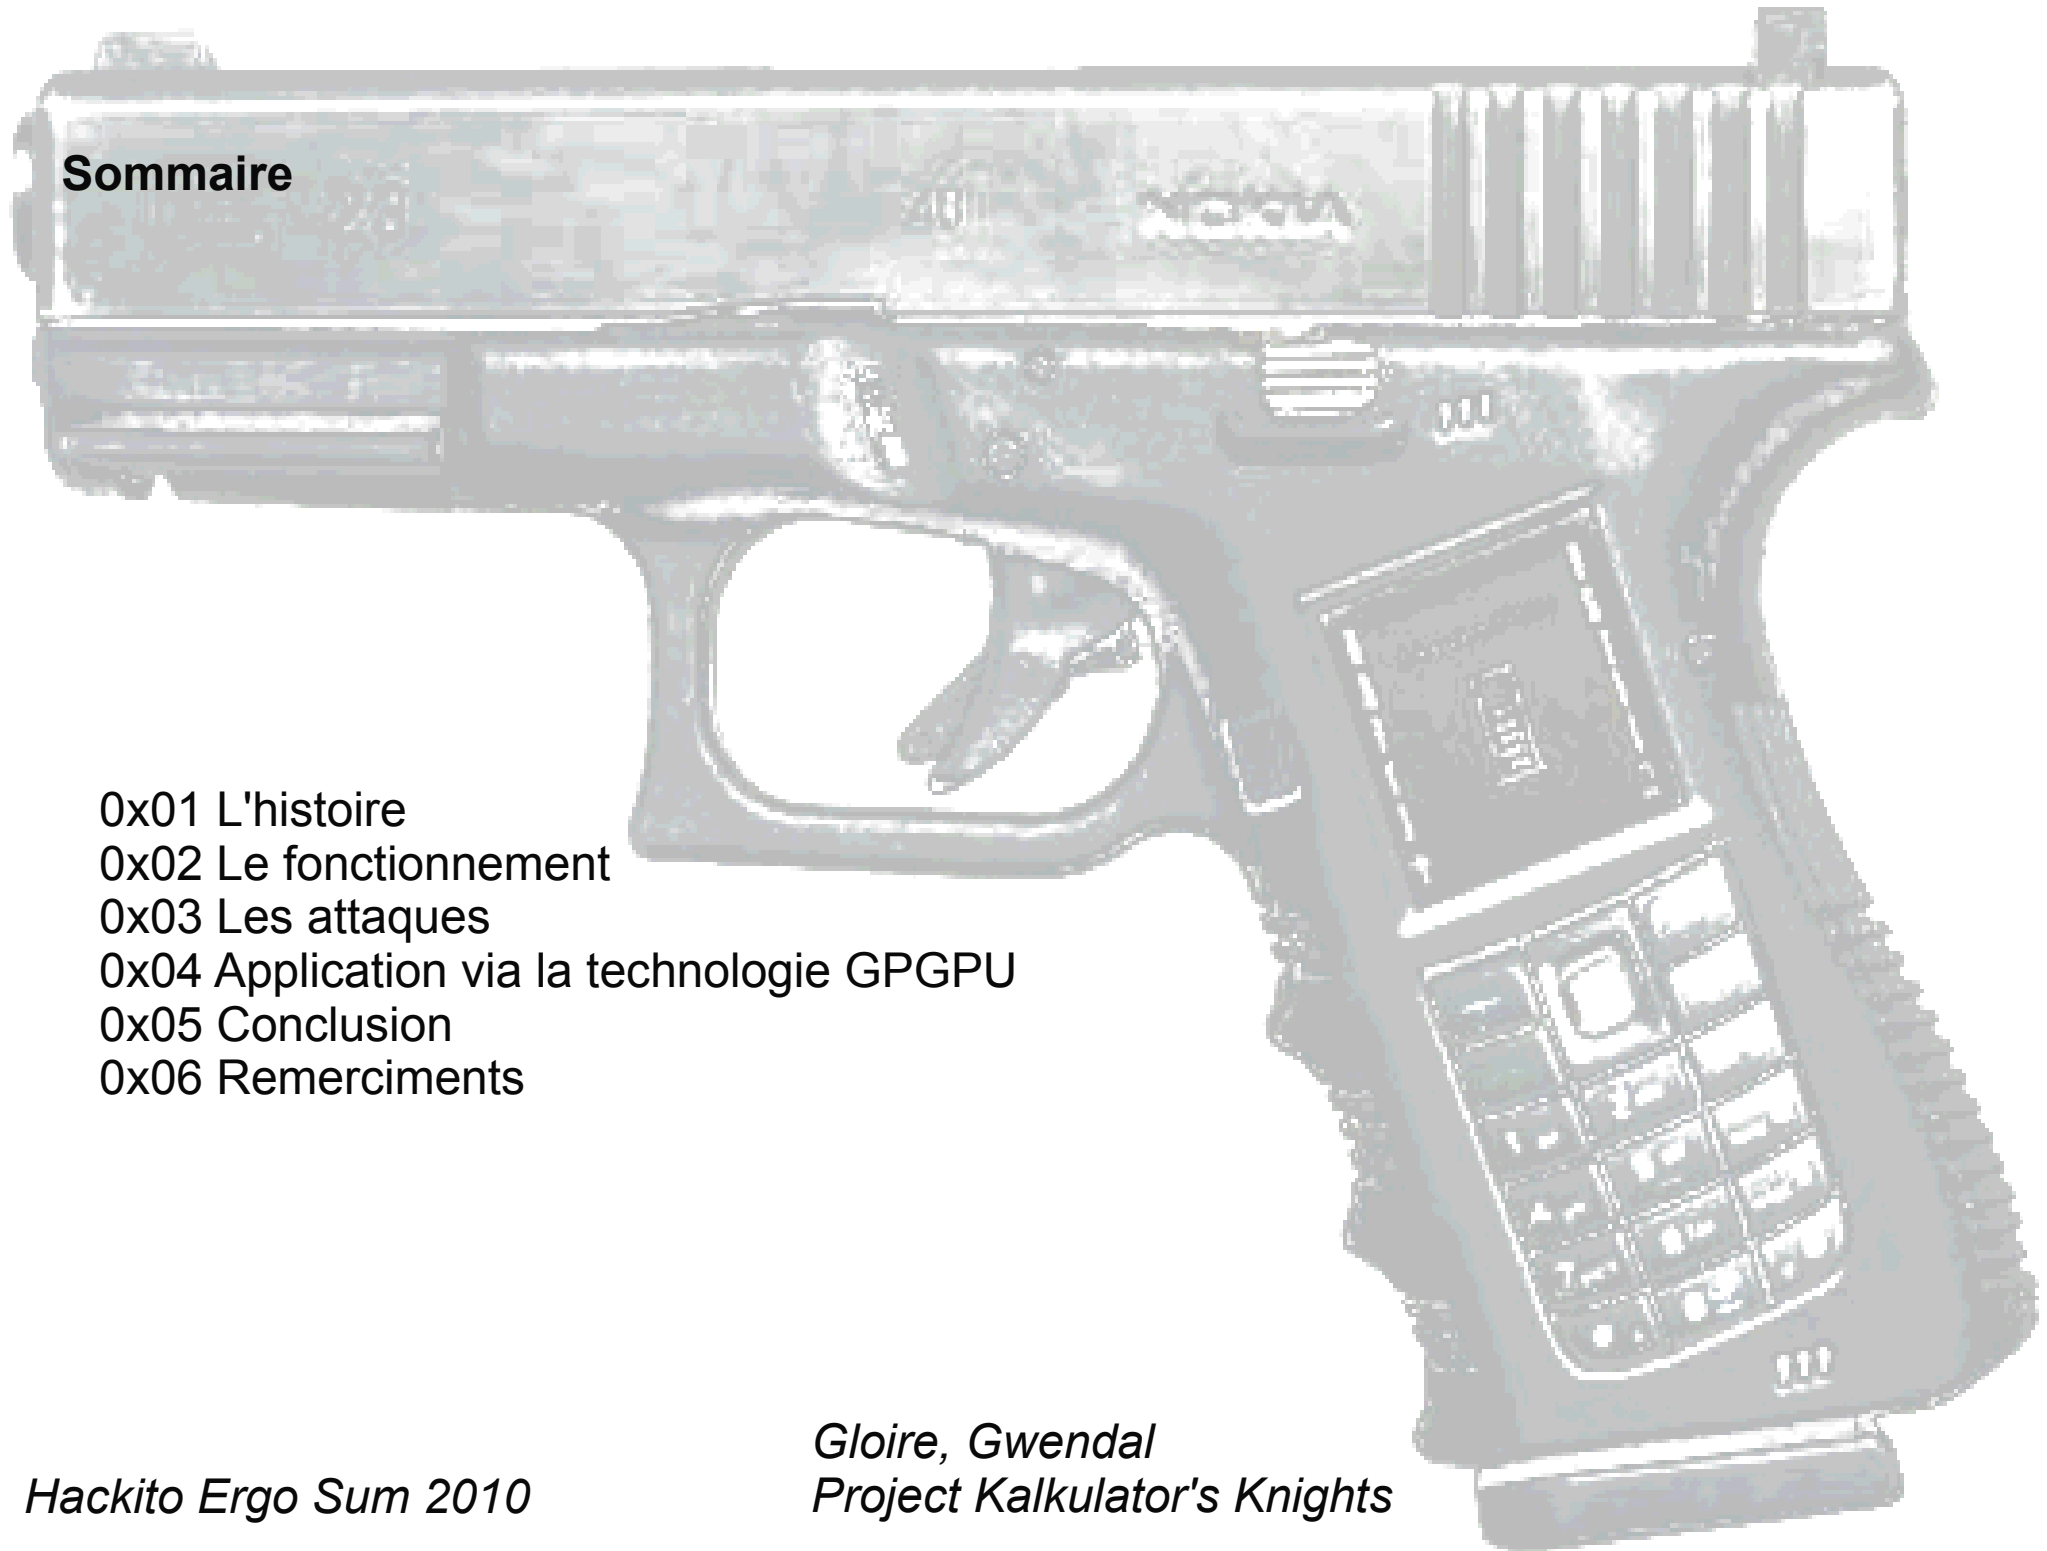 Sommaire
NOKIA
0x01 L'histoire
0x02 Le fonctionnement
0x03 Les attaques
0x04 Application via la technologie GPGPU
0x05 Conclusion
0x06 Remerciments
Gloire, Gwendal
Hackito Ergo Sum 2010
Project Kalkulator's Knights